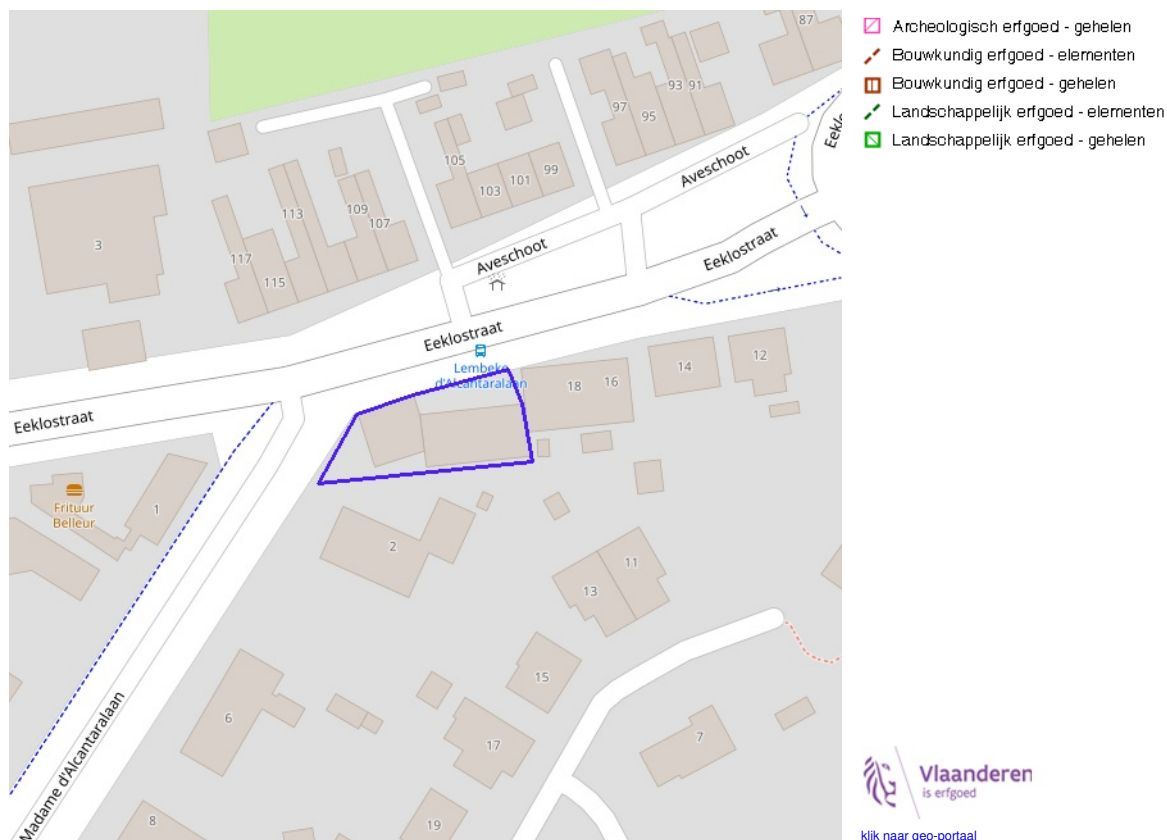 Archeologisch erfgoed - gehelen
Bouwkundig erfgoed - elementen
Bouwkundig erfgoed - gehelen
Landschappelijk erfgoed - elementen
Landschappelijk erfgoed - gehelen
87
97
93
91
95
105
103
101
99
Aveschoot
3
113
109
107
117
115
Aveschoot
Eeklostraat
Eeklostraat
Lembeke
d'Alcantaralaan
18
16
14
12
Eeklostraat
1
Frituur
Belleur
2
11
13
15
6
17
7
Madame d'Alcantaralaan
8
19
Vlaanderen
is erfgoed
klik naar geo-portaal